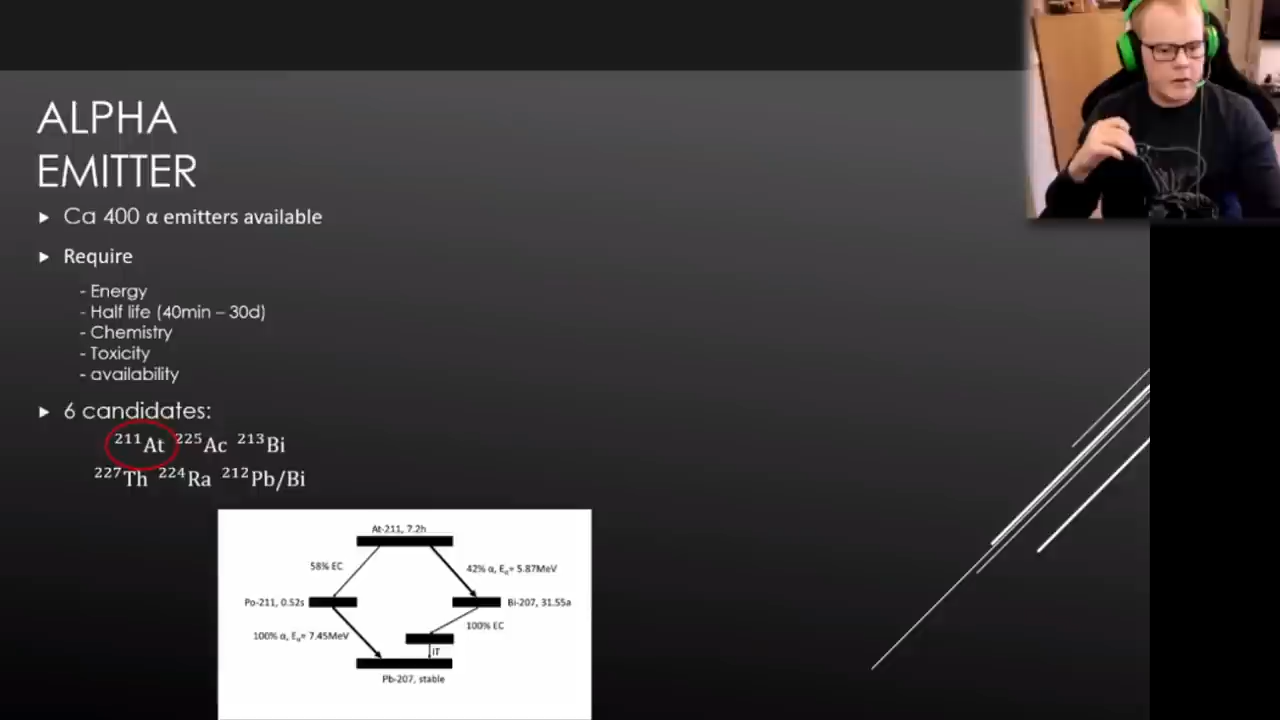 ALPHA
EMITTER
Ca 400 α emitters available
Require
- Energy
- Half life (40min – 30d)
- Chemistry
- Toxicity
- availability
6 candidates:
²¹¹At ²²⁵Ac ²¹³Bi
²²⁷Th ²²⁴Ra ²¹²Pb/Bi
At-211, 7.2h
58% EC
42% α, Eα= 5.87MeV
Po-211, 0.52s
Bi-207, 31.55a
100% EC
100% α, Eα= 7.45MeV
IT
Pb-207, stable